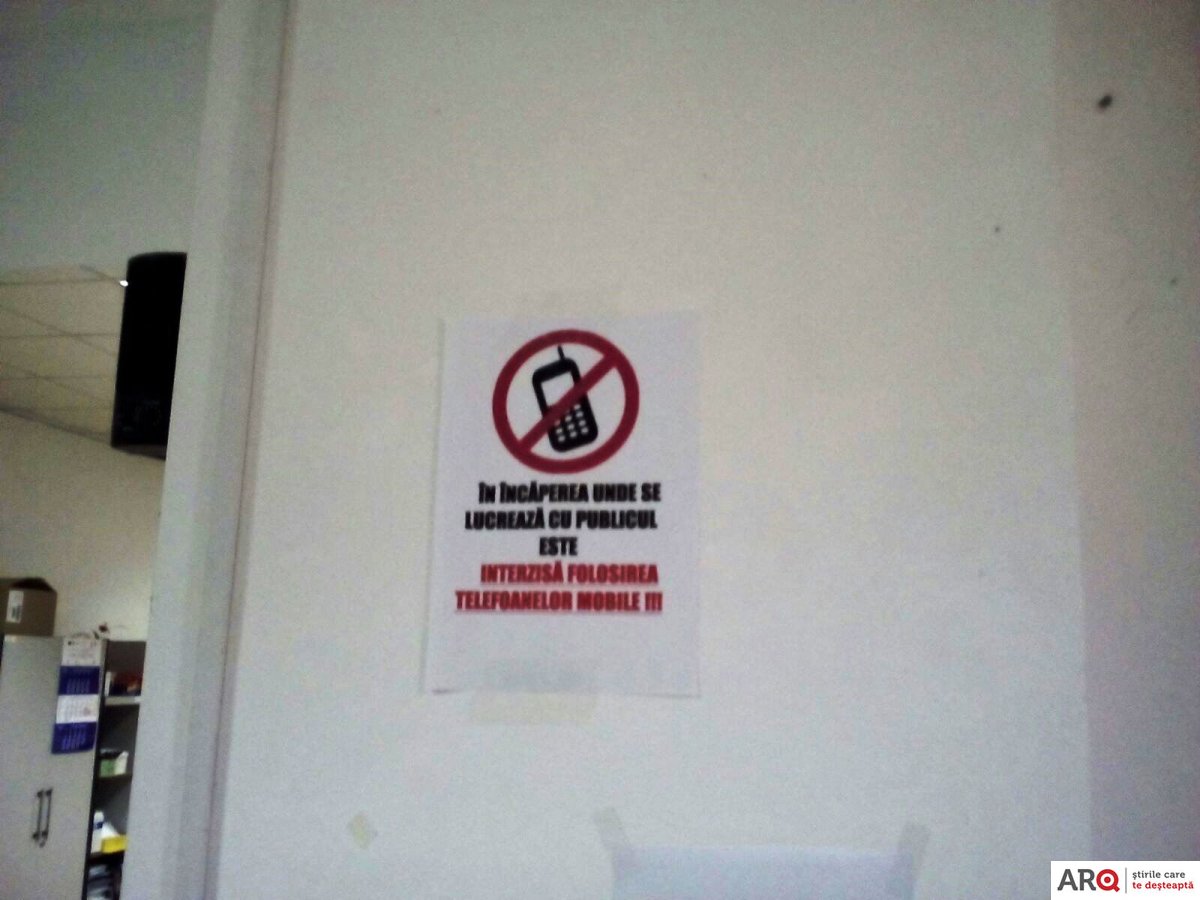 ÎN ÎNCĂPEREA UNDE SE
LUCREAZĂ CU PUBLICUL
ESTE
INTERZISĂ FOLOSIREA
TELEFOANELOR MOBILE !!!
ARQ
știrile care
te deșteaptă